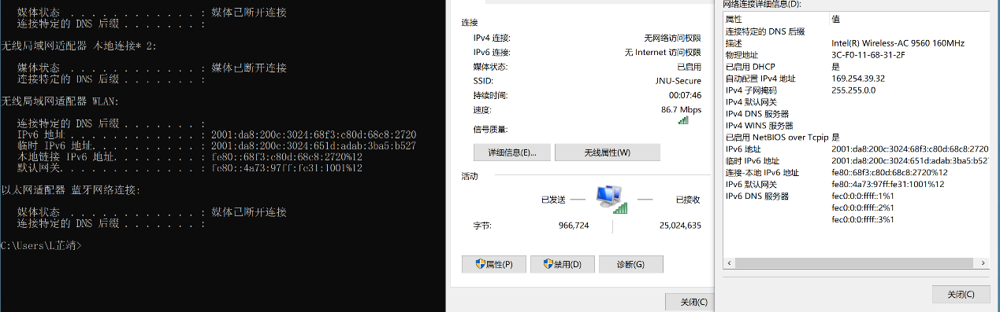 媒体状态 . . . . . . . . . . . . : 媒体已断开连接
连接特定的 DNS 后缀 . . . . . . . :
无线局域网适配器 本地连接* 2:
媒体状态 . . . . . . . . . . . . : 媒体已断开连接
连接特定的 DNS 后缀 . . . . . . . :
无线局域网适配器 WLAN:
连接特定的 DNS 后缀 . . . . . . . :
IPv6 地址 . . . . . . . . . . . . : 2001:da8:200c:3024:68f3:c80d:68c8:2720
临时 IPv6 地址. . . . . . . . . . : 2001:da8:200c:3024:651d:adab:3ba5:b527
本地链接 IPv6 地址. . . . . . . . : fe80::68f3:c80d:68c8:2720%12
默认网关. . . . . . . . . . . . . : fe80::4a73:97ff:fe31:1001%12
以太网适配器 蓝牙网络连接:
媒体状态 . . . . . . . . . . . . : 媒体已断开连接
连接特定的 DNS 后缀 . . . . . . . :
C:\Users\L芷靖>
连接
IPv4 连接: 无网络访问权限
IPv6 连接: 无 Internet 访问权限
媒体状态: 已启用
SSID: JNU-Secure
持续时间: 00:07:46
速度: 86.7 Mbps
信号质量:
详细信息(E)... 无线属性(W)
活动
已发送 — — 已接收
字节: 966,724 25,024,635
属性(P) 禁用(D) 诊断(G)
关闭(C)
网络连接详细信息(D):
属性 值
连接特定的 DNS 后缀
描述 Intel(R) Wireless-AC 9560 160MHz
物理地址 3C-F0-11-68-31-2F
已启用 DHCP 是
自动配置 IPv4 地址 169.254.39.32
IPv4 子网掩码 255.255.0.0
IPv4 默认网关
IPv4 DNS 服务器
IPv4 WINS 服务器
已启用 NetBIOS over Tcpip 是
IPv6 地址 2001:da8:200c:3024:68f3:c80d:68c8:2720
临时 IPv6 地址 2001:da8:200c:3024:651d:adab:3ba5:b527
连接-本地 IPv6 地址 fe80::68f3:c80d:68c8:2720%12
IPv6 默认网关 fe80::4a73:97ff:fe31:1001%12
IPv6 DNS 服务器 fec0:0:0:ffff::1%1
fec0:0:0:ffff::2%1
fec0:0:0:ffff::3%1
关闭(C)